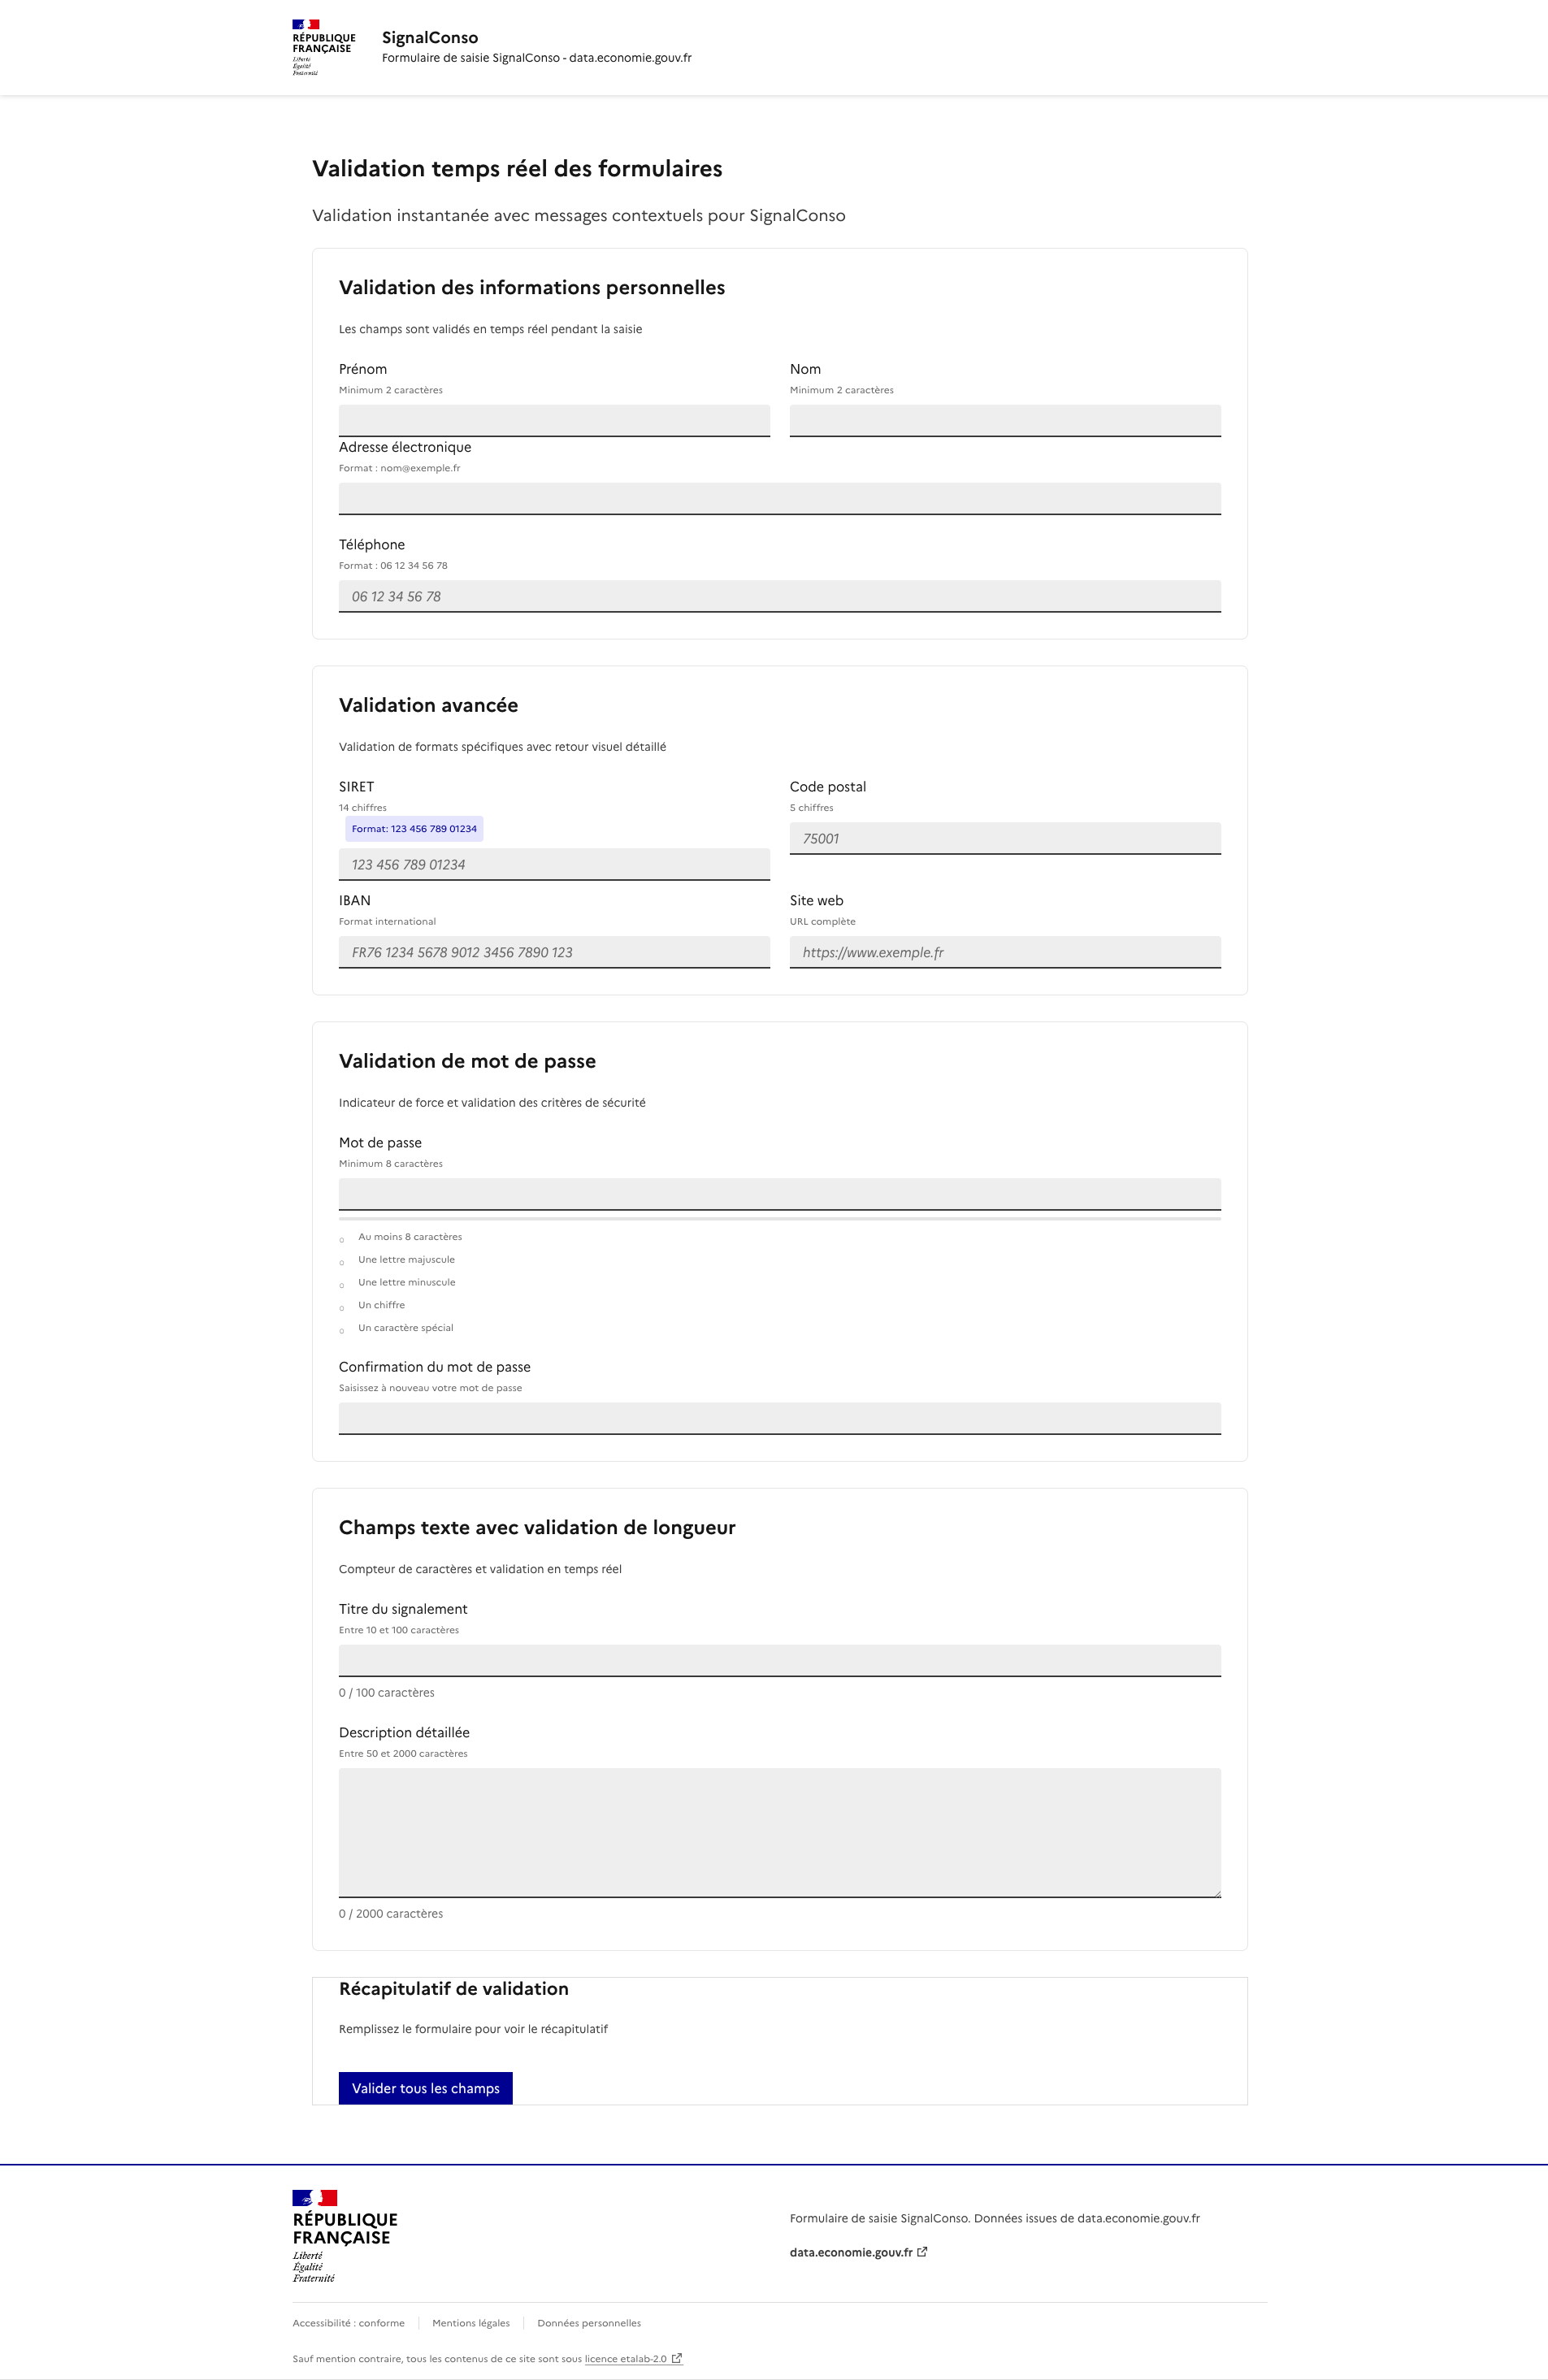 RÉPUBLIQUE
FRANÇAISE
Liberté
Égalité
Fraternité
SignalConso
Formulaire de saisie SignalConso - data.economie.gouv.fr
Validation temps réel des formulaires
Validation instantanée avec messages contextuels pour SignalConso
Validation des informations personnelles
Les champs sont validés en temps réel pendant la saisie
Prénom
Minimum 2 caractères
Nom
Minimum 2 caractères
Adresse électronique
Format : nom@exemple.fr
Téléphone
Format : 06 12 34 56 78
06 12 34 56 78
Validation avancée
Validation de formats spécifiques avec retour visuel détaillé
SIRET
14 chiffres
Format: 123 456 789 01234
123 456 789 01234
Code postal
5 chiffres
75001
IBAN
Format international
FR76 1234 5678 9012 3456 7890 123
Site web
URL complète
https://www.exemple.fr
Validation de mot de passe
Indicateur de force et validation des critères de sécurité
Mot de passe
Minimum 8 caractères
Au moins 8 caractères
Une lettre majuscule
Une lettre minuscule
Un chiffre
Un caractère spécial
Confirmation du mot de passe
Saisissez à nouveau votre mot de passe
Champs texte avec validation de longueur
Compteur de caractères et validation en temps réel
Titre du signalement
Entre 10 et 100 caractères
0 / 100 caractères
Description détaillée
Entre 50 et 2000 caractères
0 / 2000 caractères
Récapitulatif de validation
Remplissez le formulaire pour voir le récapitulatif
Valider tous les champs
RÉPUBLIQUE
FRANÇAISE
Liberté
Égalité
Fraternité
Formulaire de saisie SignalConso. Données issues de data.economie.gouv.fr
data.economie.gouv.fr
Accessibilité : conforme
Mentions légales
Données personnelles
Sauf mention contraire, tous les contenus de ce site sont sous licence etalab-2.0